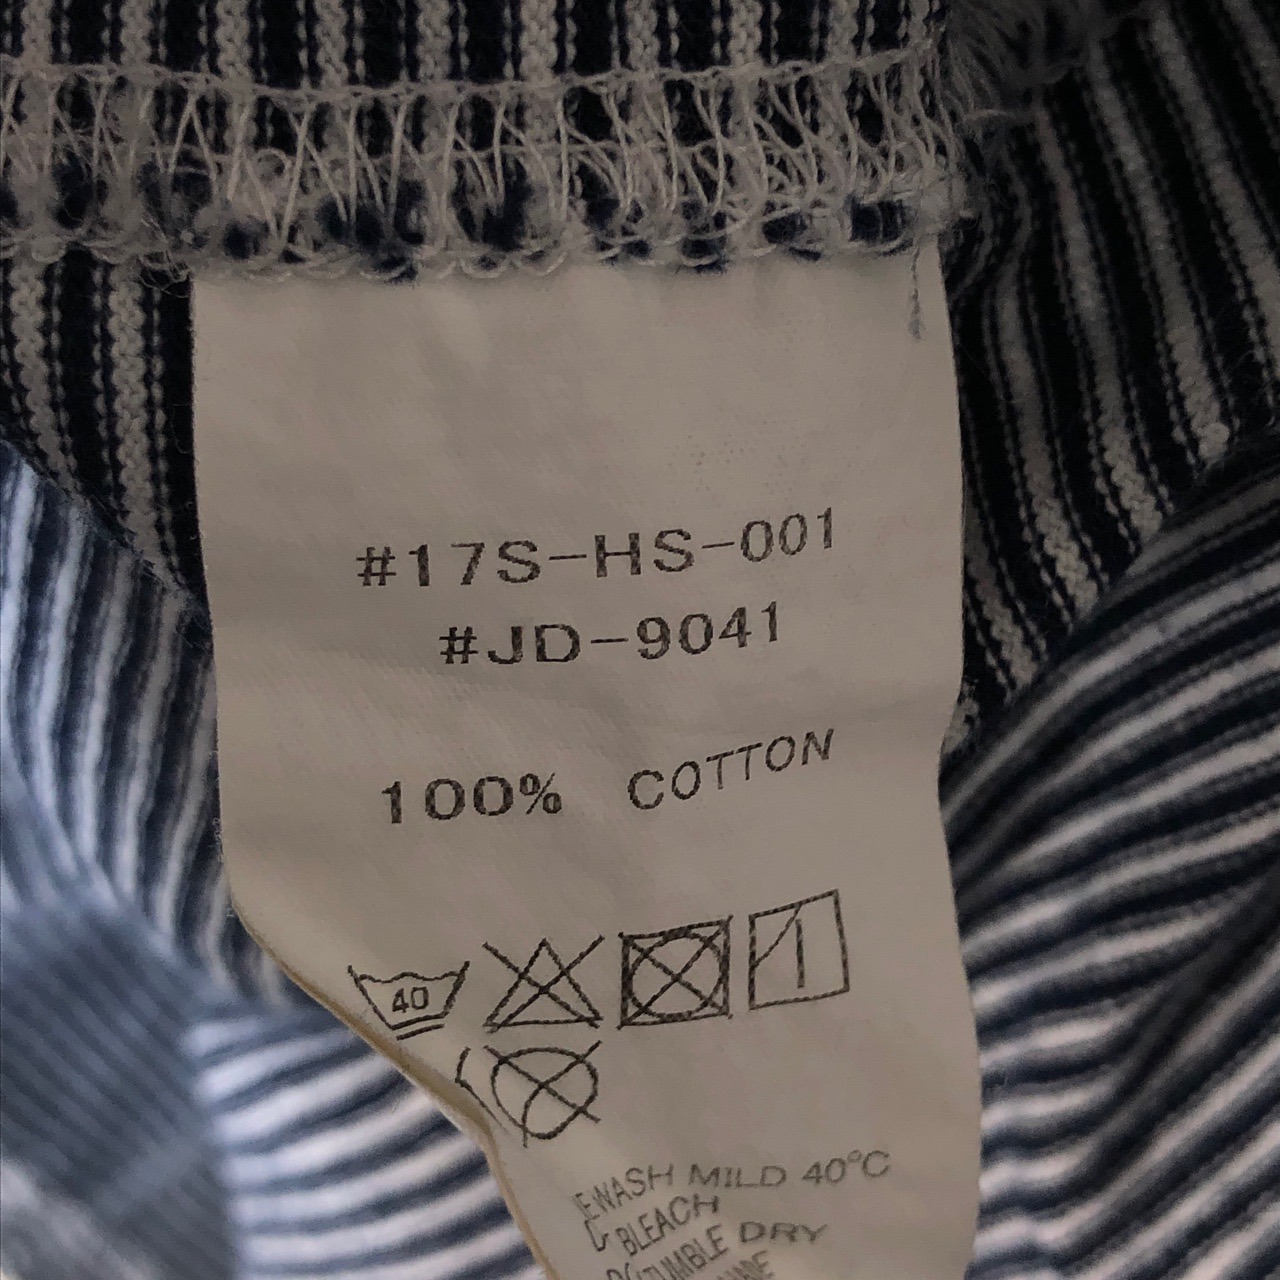 #17S-HS-001
#JD-9041
100% COTTON
40
WASH MILD 40°C
BLEACH
TUMBLE DRY